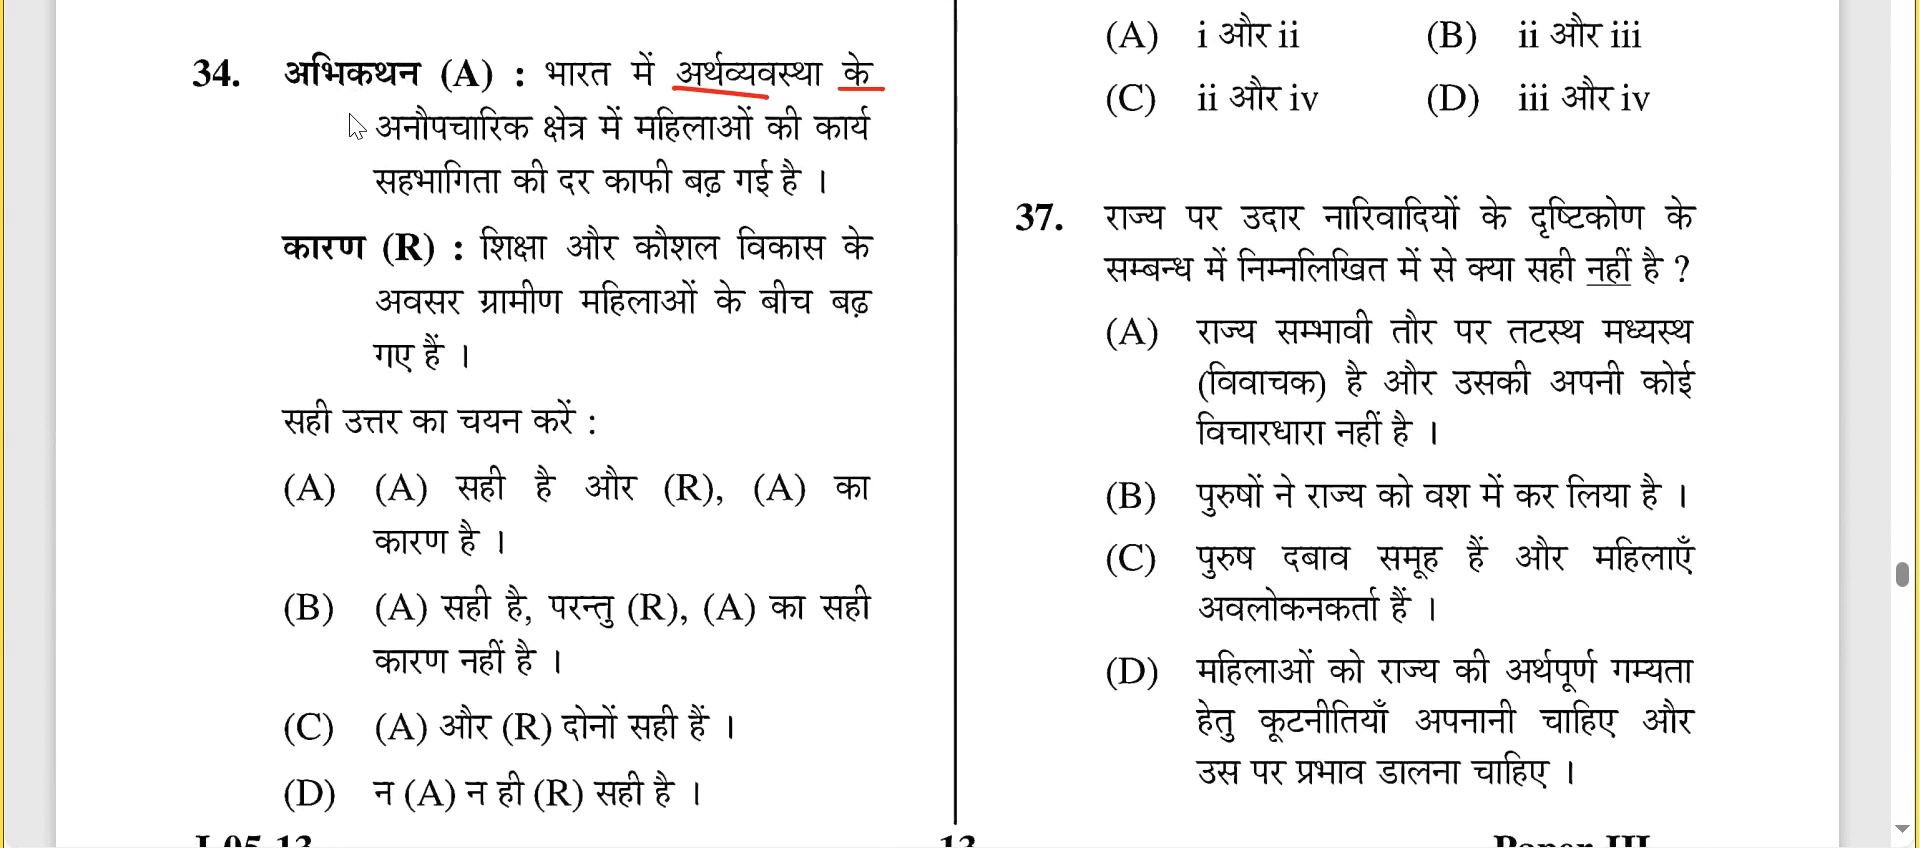 34. अभिकथन (A) : भारत में अर्थव्यवस्था के
अनौपचारिक क्षेत्र में महिलाओं की कार्य
सहभागिता की दर काफी बढ़ गई है ।
कारण (R) : शिक्षा और कौशल विकास के
अवसर ग्रामीण महिलाओं के बीच बढ़
गए हैं ।
सही उत्तर का चयन करें :
(A) (A) सही है और (R), (A) का
कारण है ।
(B) (A) सही है, परन्तु (R), (A) का सही
कारण नहीं है ।
(C) (A) और (R) दोनों सही हैं ।
(D) न (A) न ही (R) सही है ।
(A) i और ii (B) ii और iii
(C) ii और iv (D) iii और iv
37. राज्य पर उदार नारिवादियों के दृष्टिकोण के
सम्बन्ध में निम्नलिखित में से क्या सही नहीं है ?
(A) राज्य सम्भावी तौर पर तटस्थ मध्यस्थ
(विवाचक) है और उसकी अपनी कोई
विचारधारा नहीं है ।
(B) पुरुषों ने राज्य को वश में कर लिया है ।
(C) पुरुष दबाव समूह हैं और महिलाएँ
अवलोकनकर्ता हैं ।
(D) महिलाओं को राज्य की अर्थपूर्ण गम्यता
हेतु कूटनीतियाँ अपनानी चाहिए और
उस पर प्रभाव डालना चाहिए ।
J-05-13 13 Paper-III